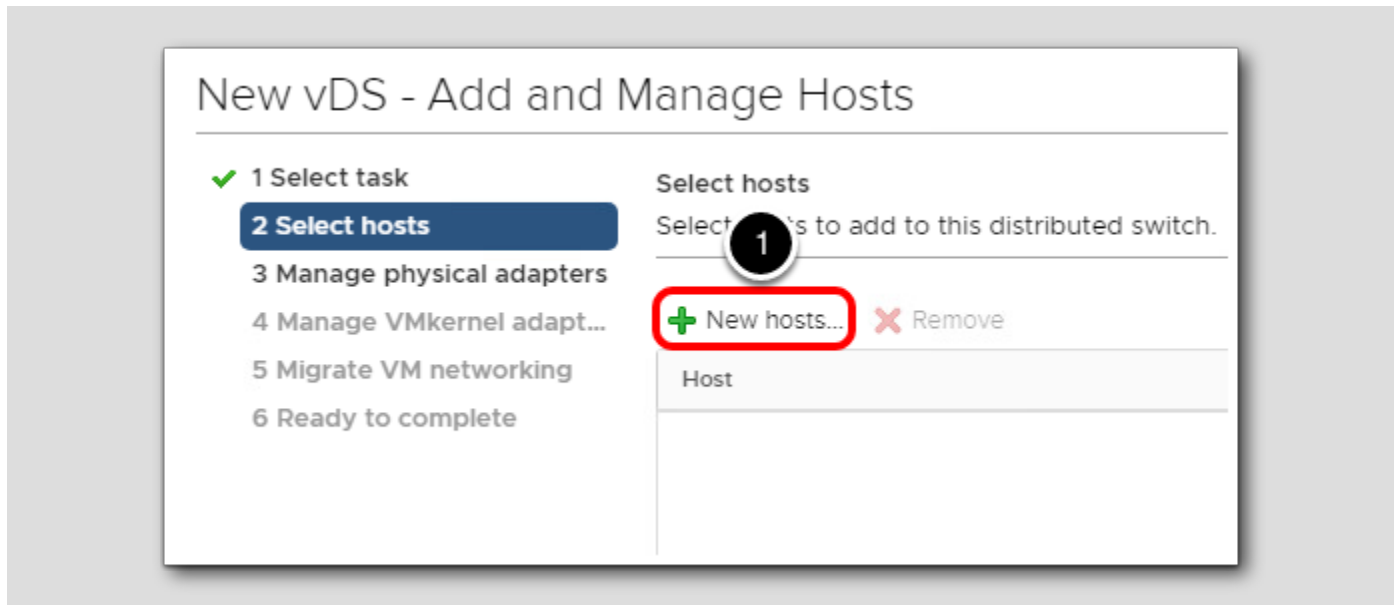 New vDS - Add and Manage Hosts
1 Select task
2 Select hosts
3 Manage physical adapters
4 Manage VMkernel adapt...
5 Migrate VM networking
6 Ready to complete
Select hosts
Select s to add to this distributed switch.
1
New hosts... Remove
Host